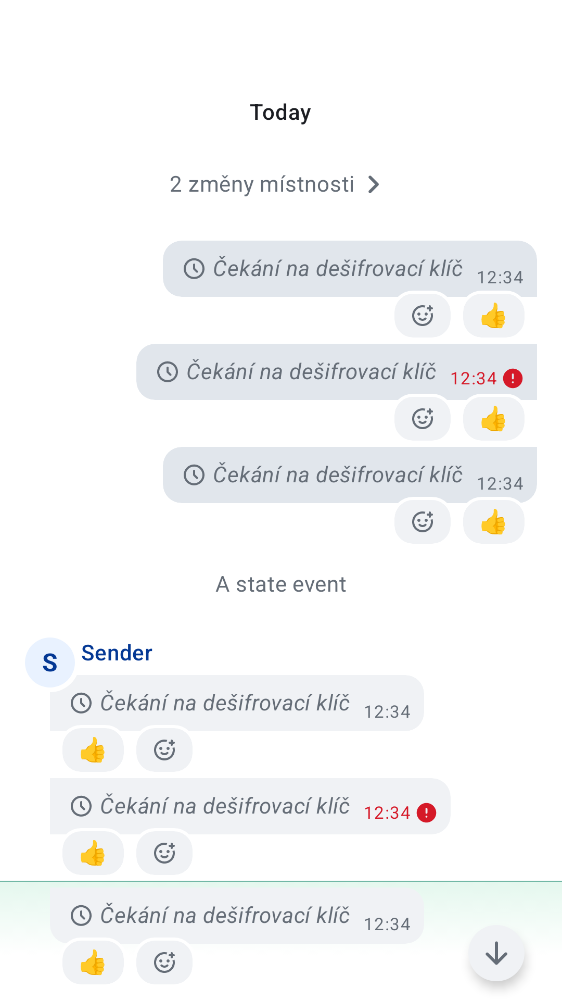 Today
2 změny místnosti
Čekání na dešifrovací klíč 12:34
👍
Čekání na dešifrovací klíč 12:34
👍
Čekání na dešifrovací klíč 12:34
👍
A state event
S Sender
Čekání na dešifrovací klíč 12:34
👍
Čekání na dešifrovací klíč 12:34
👍
Čekání na dešifrovací klíč 12:34
👍